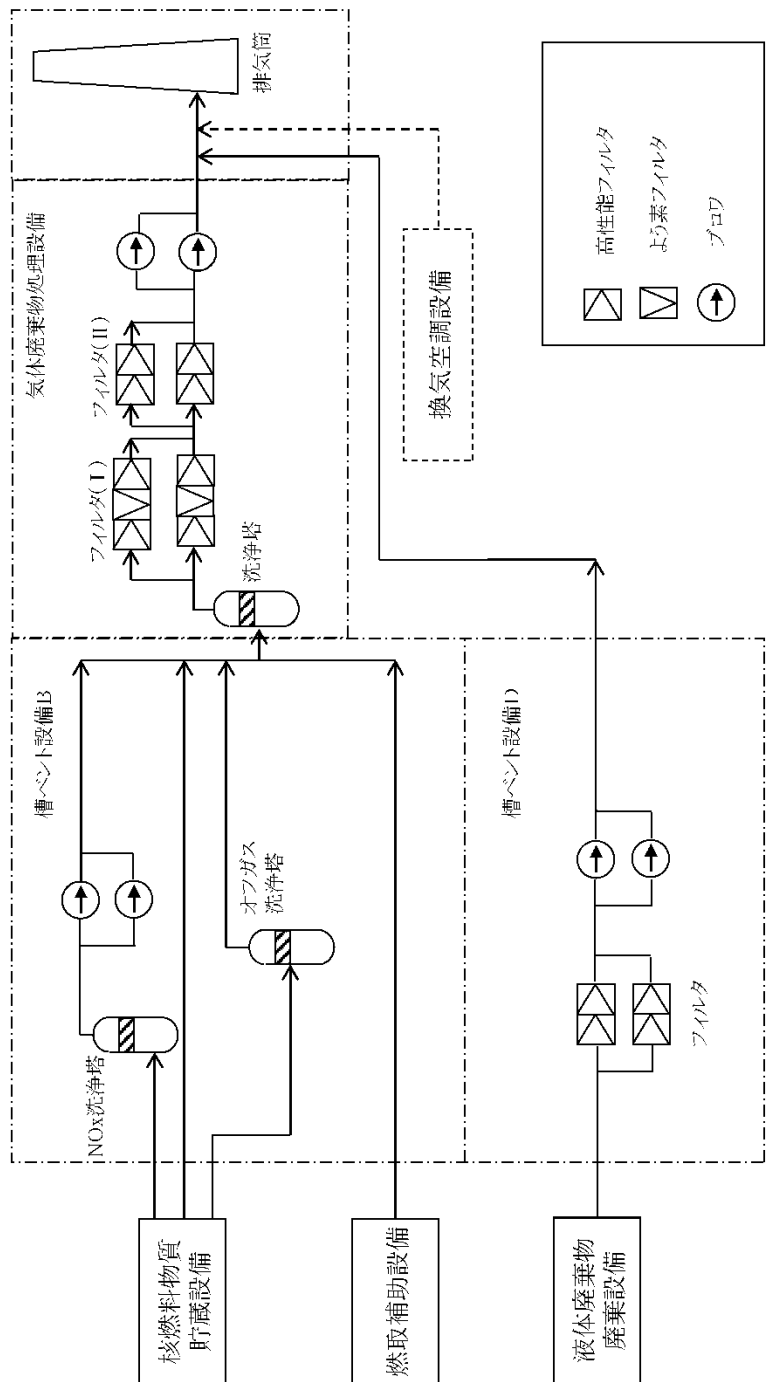 核燃料物質
貯蔵設備
燃取補助設備
液体廃棄物
廃棄設備
槽ベント設備B
NOx洗浄塔
オフガス
洗浄塔
槽ベント設備D
フィルタ
気体廃棄物処理設備
洗浄塔
フィルタ(Ⅰ)
フィルタ(Ⅱ)
換気空調設備
排気筒
高性能フィルタ
よう素フィルタ
ブロワ